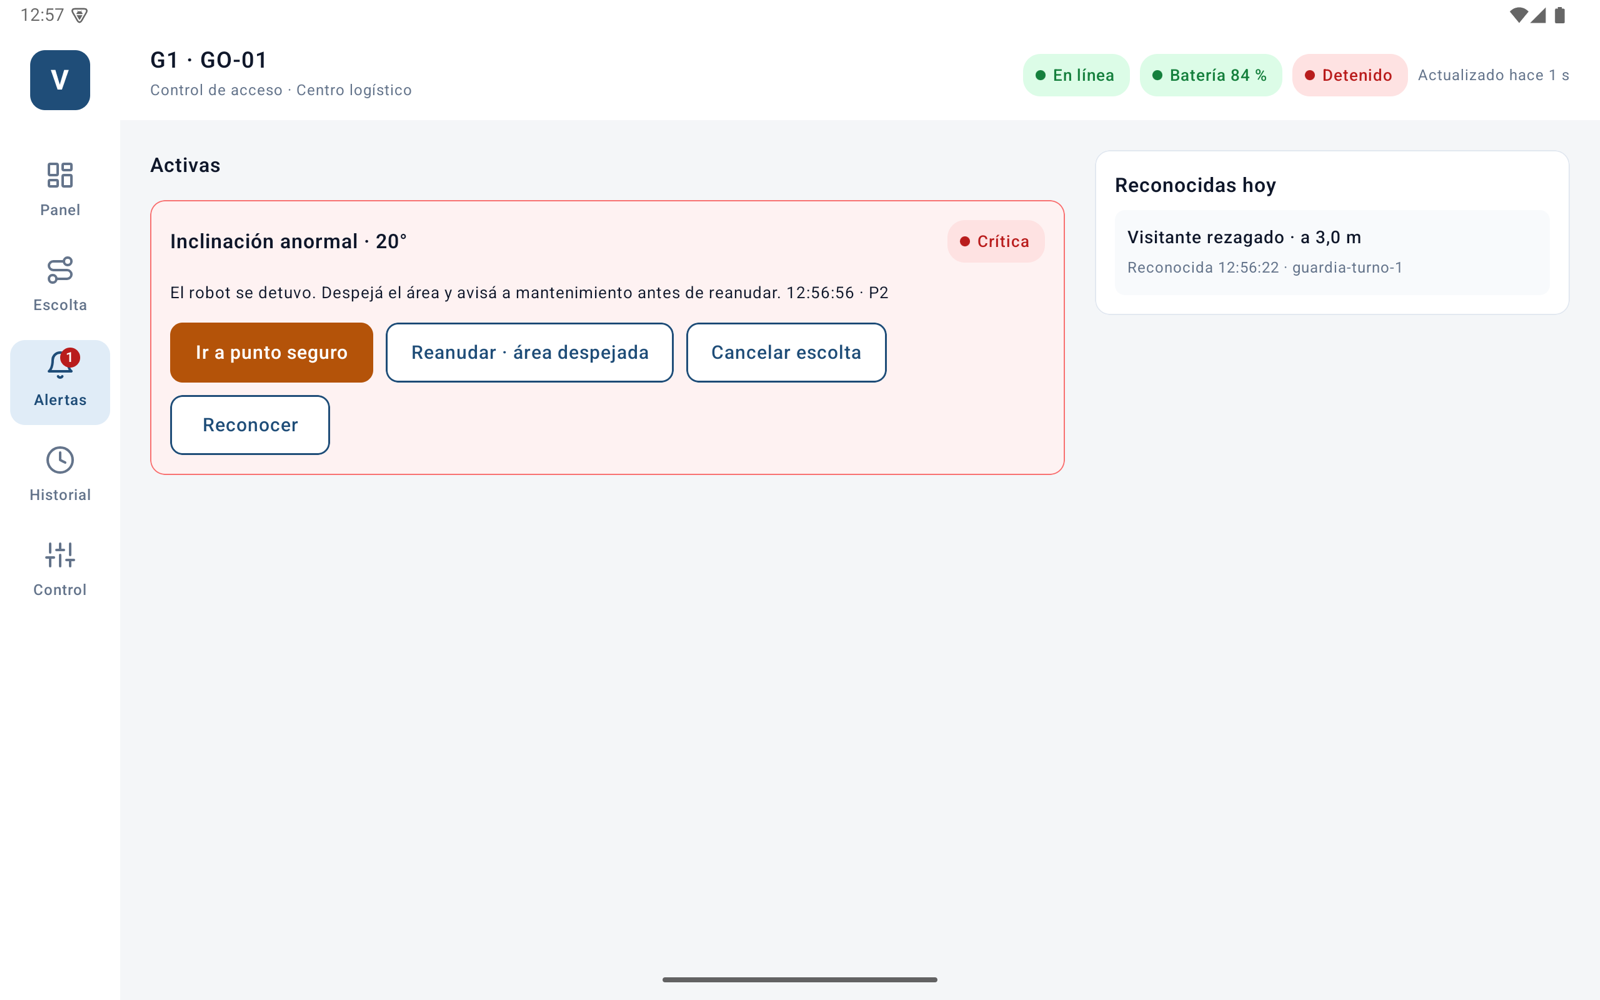 12:57
V
G1 · GO-01
Control de acceso · Centro logístico
En línea
Batería 84 %
Detenido
Actualizado hace 1 s
Panel
Escolta
1
Alertas
Historial
Control
Activas
Inclinación anormal · 20°
Crítica
El robot se detuvo. Despejá el área y avisá a mantenimiento antes de reanudar. 12:56:56 · P2
Ir a punto seguro
Reanudar · área despejada
Cancelar escolta
Reconocer
Reconocidas hoy
Visitante rezagado · a 3,0 m
Reconocida 12:56:22 · guardia-turno-1